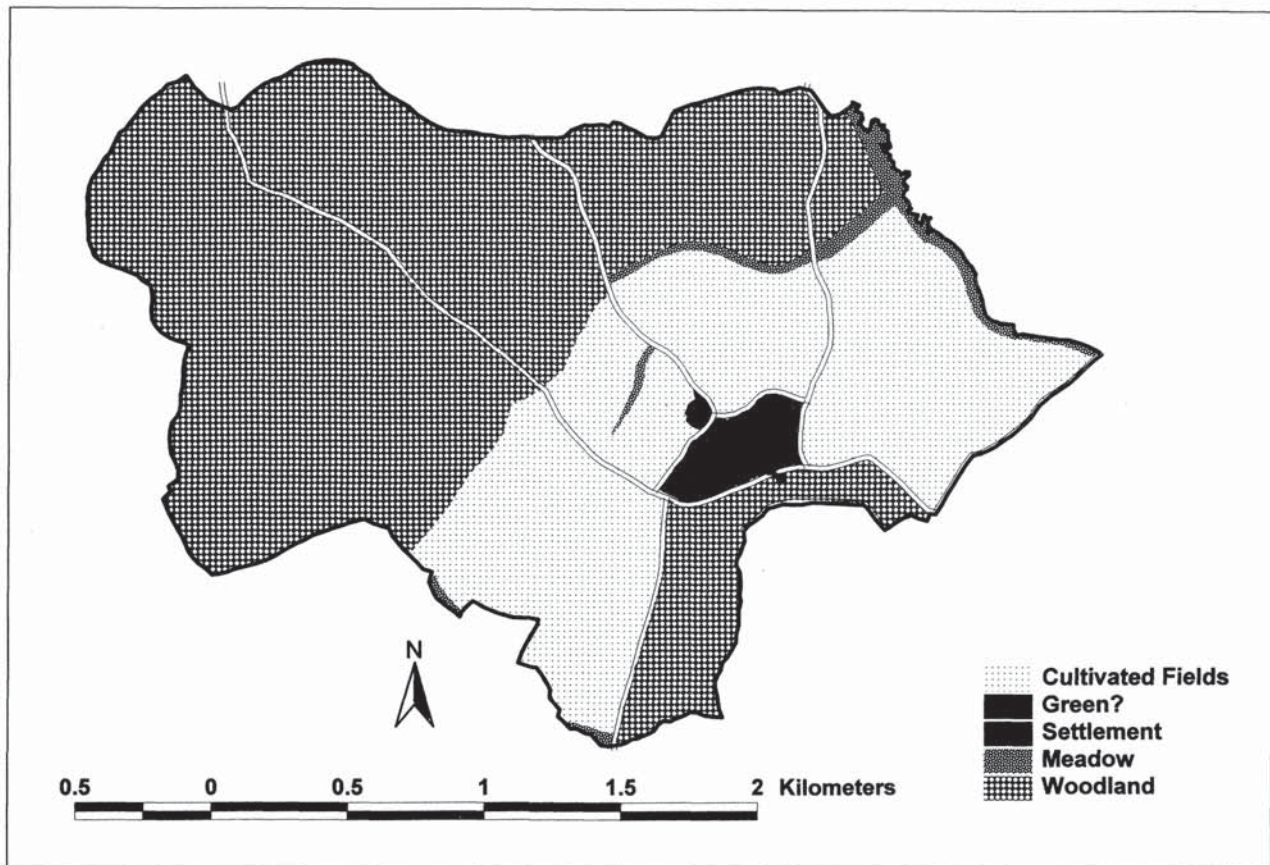 N
Cultivated Fields
Green?
Settlement
Meadow
Woodland
0.5 0 0.5 1 1.5 2 Kilometers